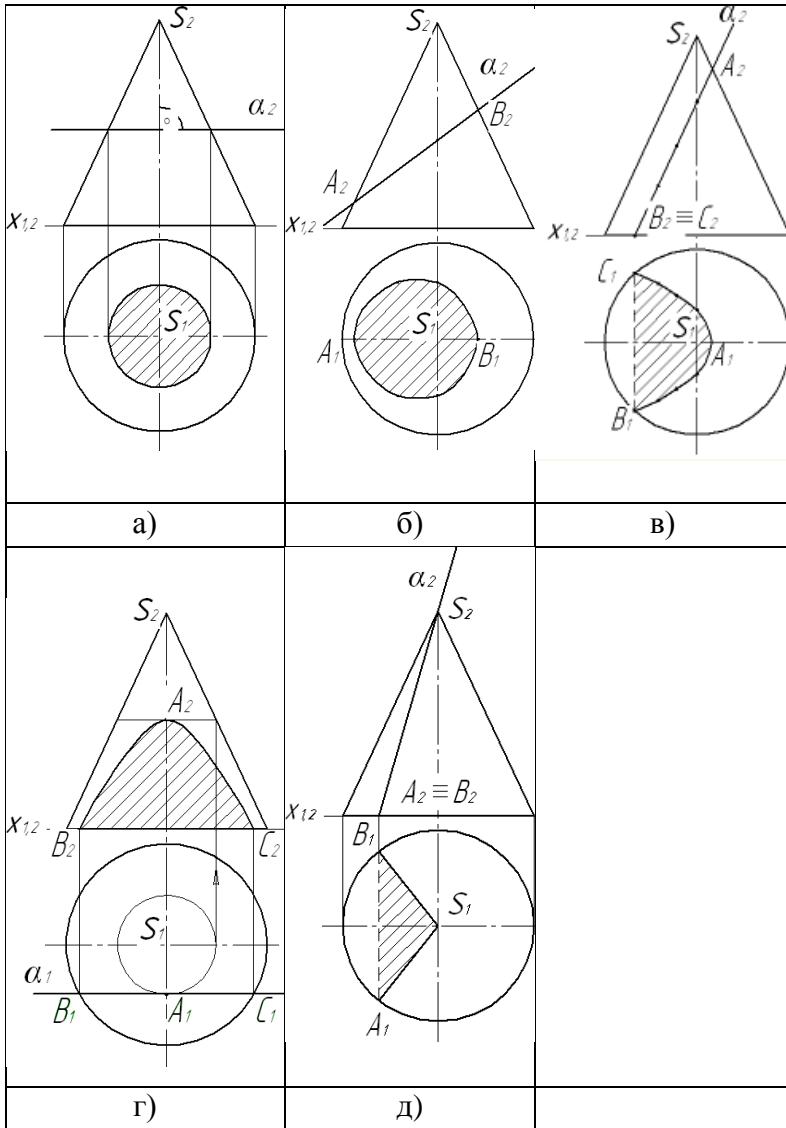 S₂
α₂
x₁,₂
S₁
а)
S₂
α₂
B₂
A₂
S₁
A₁
B₁
б)
α₂
S₂
A₂
x₁,₂
B₂ ≡ C₂
C₁
S₁
A₁
B₁
в)
S₂
A₂
x₁,₂
B₂
C₂
S₁
α₁
B₁
A₁
C₁
г)
α₂
S₂
x₁,₂
A₂ ≡ B₂
B₁
S₁
A₁
д)